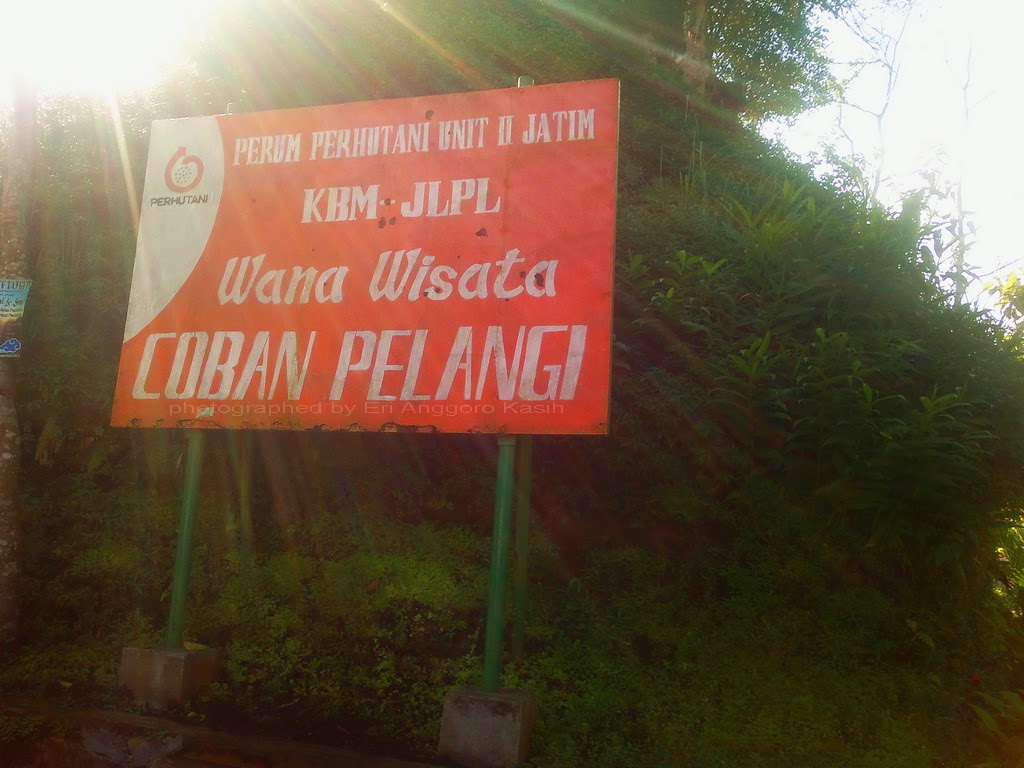 PERUM PERHUTANI UNIT II JATIM
PERHUTANI
KBM - JLPL
Wana Wisata
COBAN PELANGI
photographed by Eri Anggoro Kasih